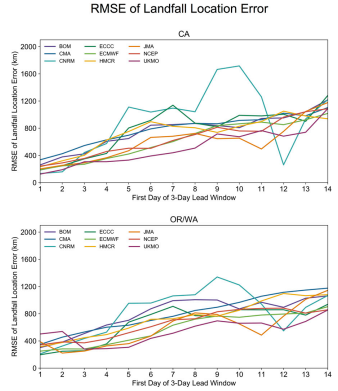 RMSE of Landfall Location Error
CA
RMSE of Landfall Location Error (km)
2000
1600
1200
800
400
0
BOM ECCC JMA
CMA ECMWF NCEP
CNRM HMCR UKMO
1 2 3 4 5 6 7 8 9 10 11 12 13 14
First Day of 3-Day Lead Window
OR/WA
RMSE of Landfall Location Error (km)
2000
1600
1200
800
400
0
BOM ECCC JMA
CMA ECMWF NCEP
CNRM HMCR UKMO
1 2 3 4 5 6 7 8 9 10 11 12 13 14
First Day of 3-Day Lead Window